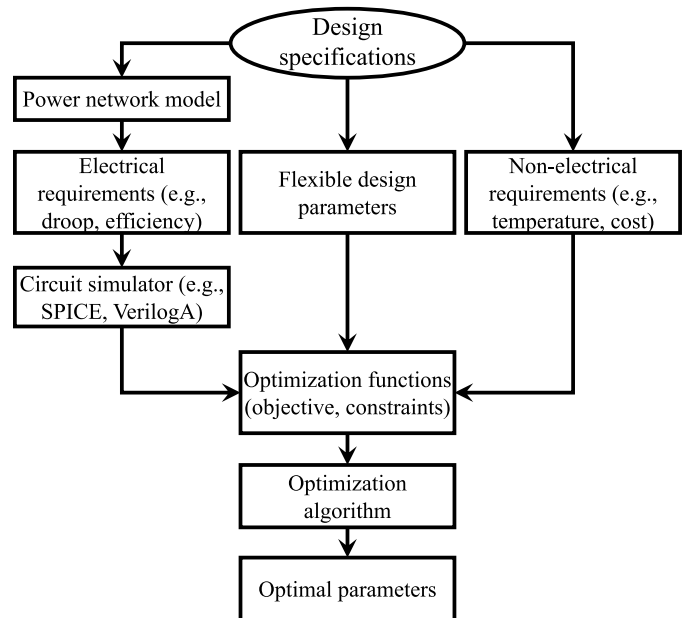 Design
specifications
Power network model
Electrical
requirements (e.g.,
droop, efficiency)
Flexible design
parameters
Non-electrical
requirements (e.g.,
temperature, cost)
Circuit simulator (e.g.,
SPICE, VerilogA)
Optimization functions
(objective, constraints)
Optimization
algorithm
Optimal parameters